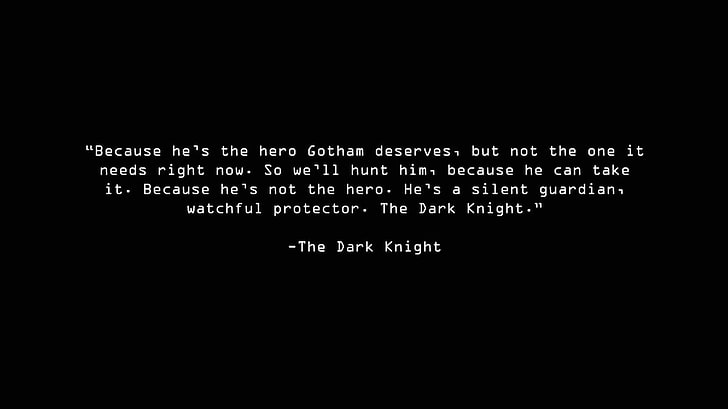 “Because he’s the hero Gotham deserves, but not the one it
needs right now. So we’ll hunt him, because he can take
it. Because he’s not the hero. He’s a silent guardian,
watchful protector. The Dark Knight.”
-The Dark Knight